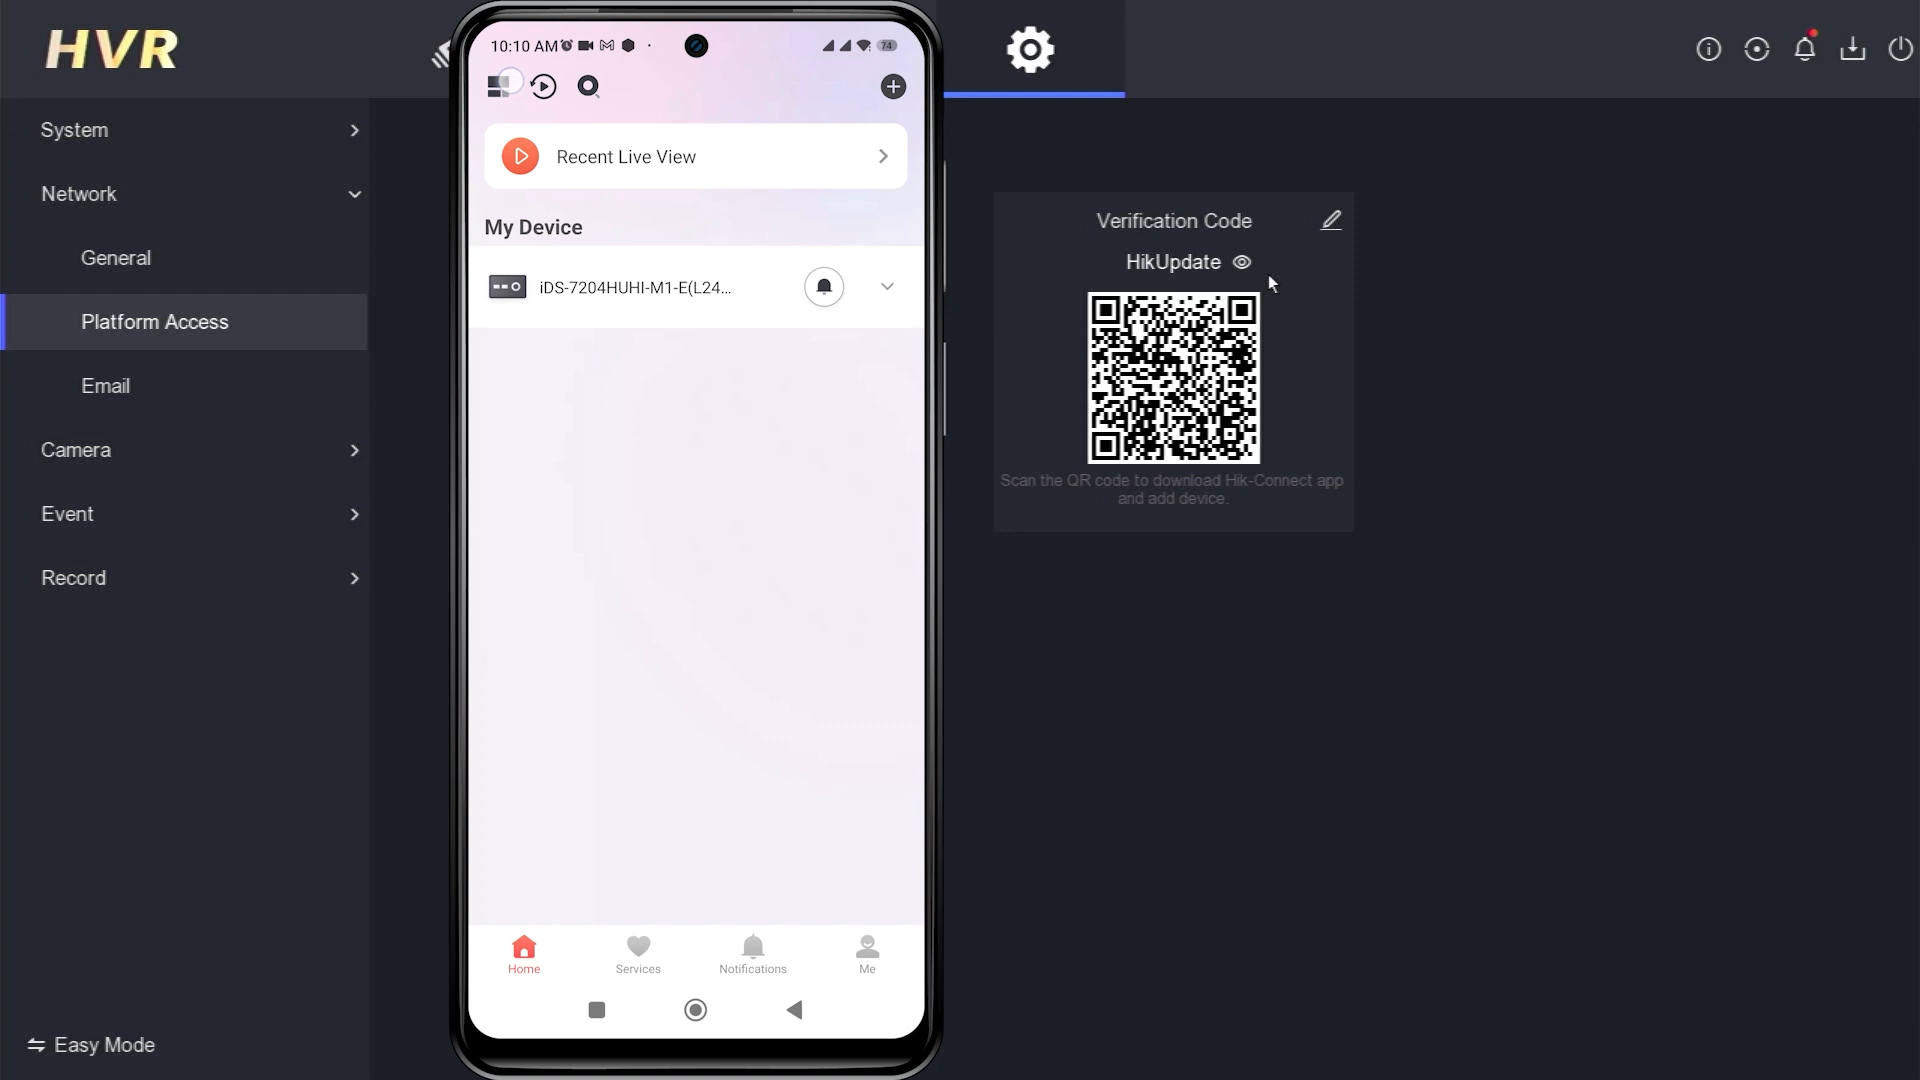 HVR
System
Network
General
Platform Access
Email
Camera
Event
Record
Easy Mode
10:10 AM
74
Recent Live View
My Device
iDS-7204HUHI-M1-E(L24...
Home
Services
Notifications
Me
Verification Code
HikUpdate
Scan the QR code to download Hik-Connect app
and add device.